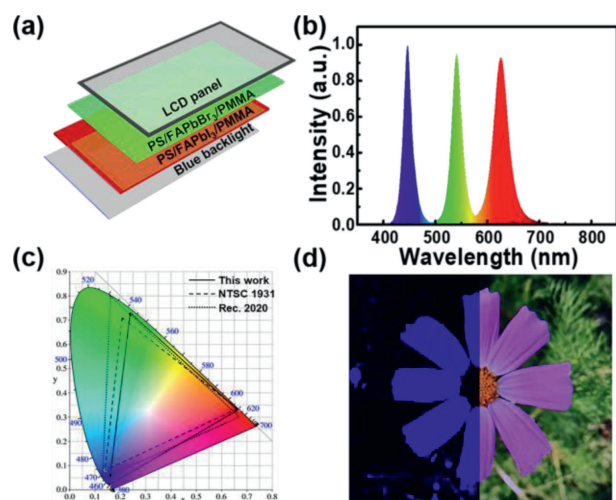 (a)
LCD panel
PS/FAPbBr3/PMMA
PS/FAPbI3/PMMA
Blue backlight
(b)
Intensity (a.u.)
1.0
0.8
0.6
0.4
0.2
0.0
400 500 600 700 800
Wavelength (nm)
(c)
This work
NTSC 1931
Rec. 2020
0.9
0.8
0.7
0.6
0.5
0.4
0.3
0.2
0.1
0.0
y
520
540
560
580
600
620
700
500
490
480
470
460
380
0.0 0.1 0.2 0.3 0.4 0.5 0.6 0.7 0.8
(d)